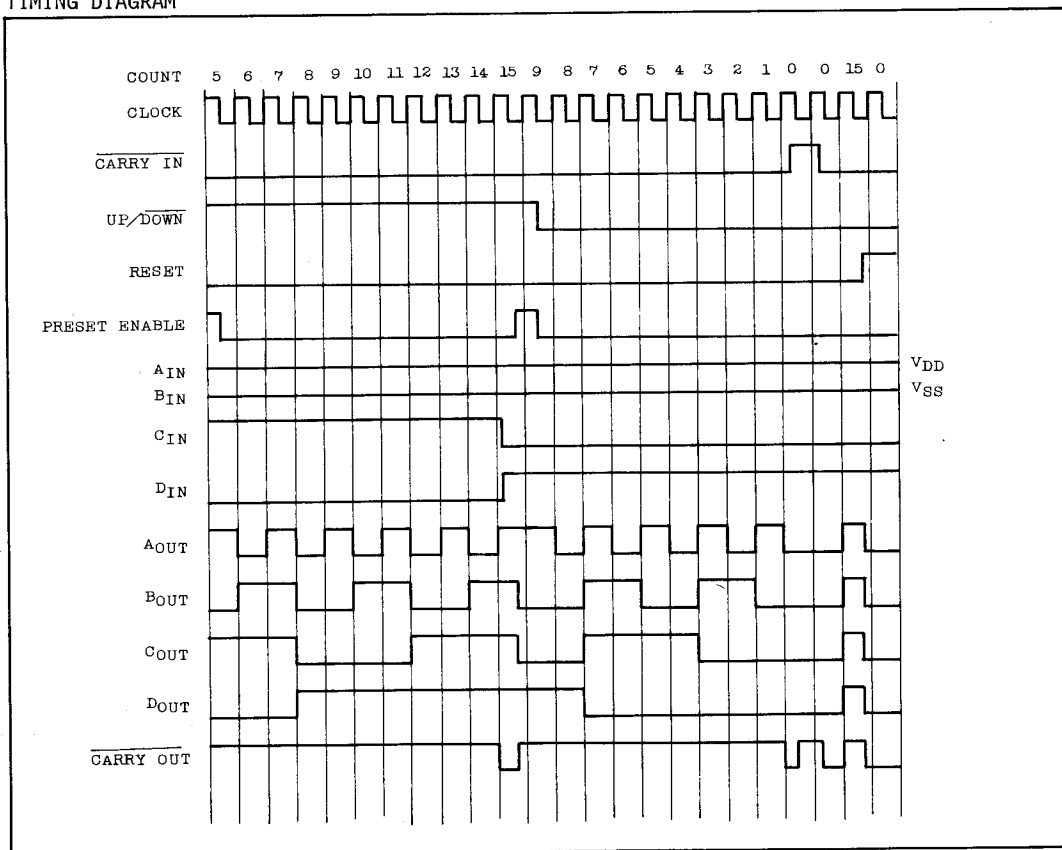 TIMING DIAGRAM
COUNT 5 6 7 8 9 10 11 12 13 14 15 9 8 7 6 5 4 3 2 1 0 0 15 0
CLOCK
CARRY IN
UP/DOWN
RESET
PRESET ENABLE
AIN VDD
BIN VSS
CIN
DIN
AOUT
BOUT
COUT
DOUT
CARRY OUT